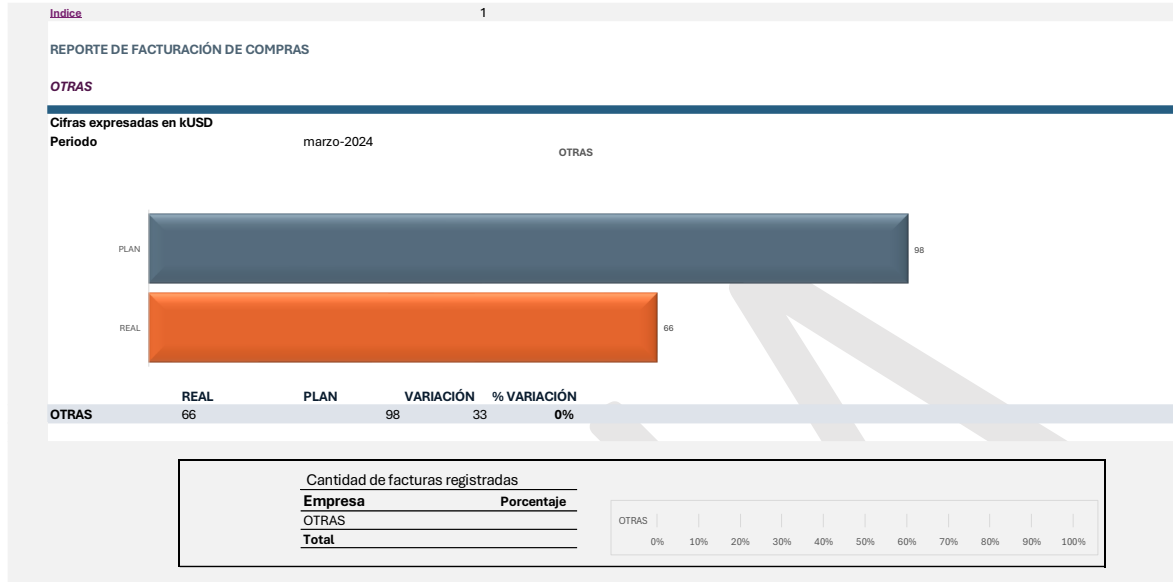 Indice 1
REPORTE DE FACTURACIÓN DE COMPRAS
OTRAS
Cifras expresadas en kUSD
Periodo marzo-2024
OTRAS
PLAN 98
REAL 66
REAL PLAN VARIACIÓN % VARIACIÓN
OTRAS 66 98 33 0%
Cantidad de facturas registradas
Empresa Porcentaje
OTRAS
Total
OTRAS
0% 10% 20% 30% 40% 50% 60% 70% 80% 90% 100%